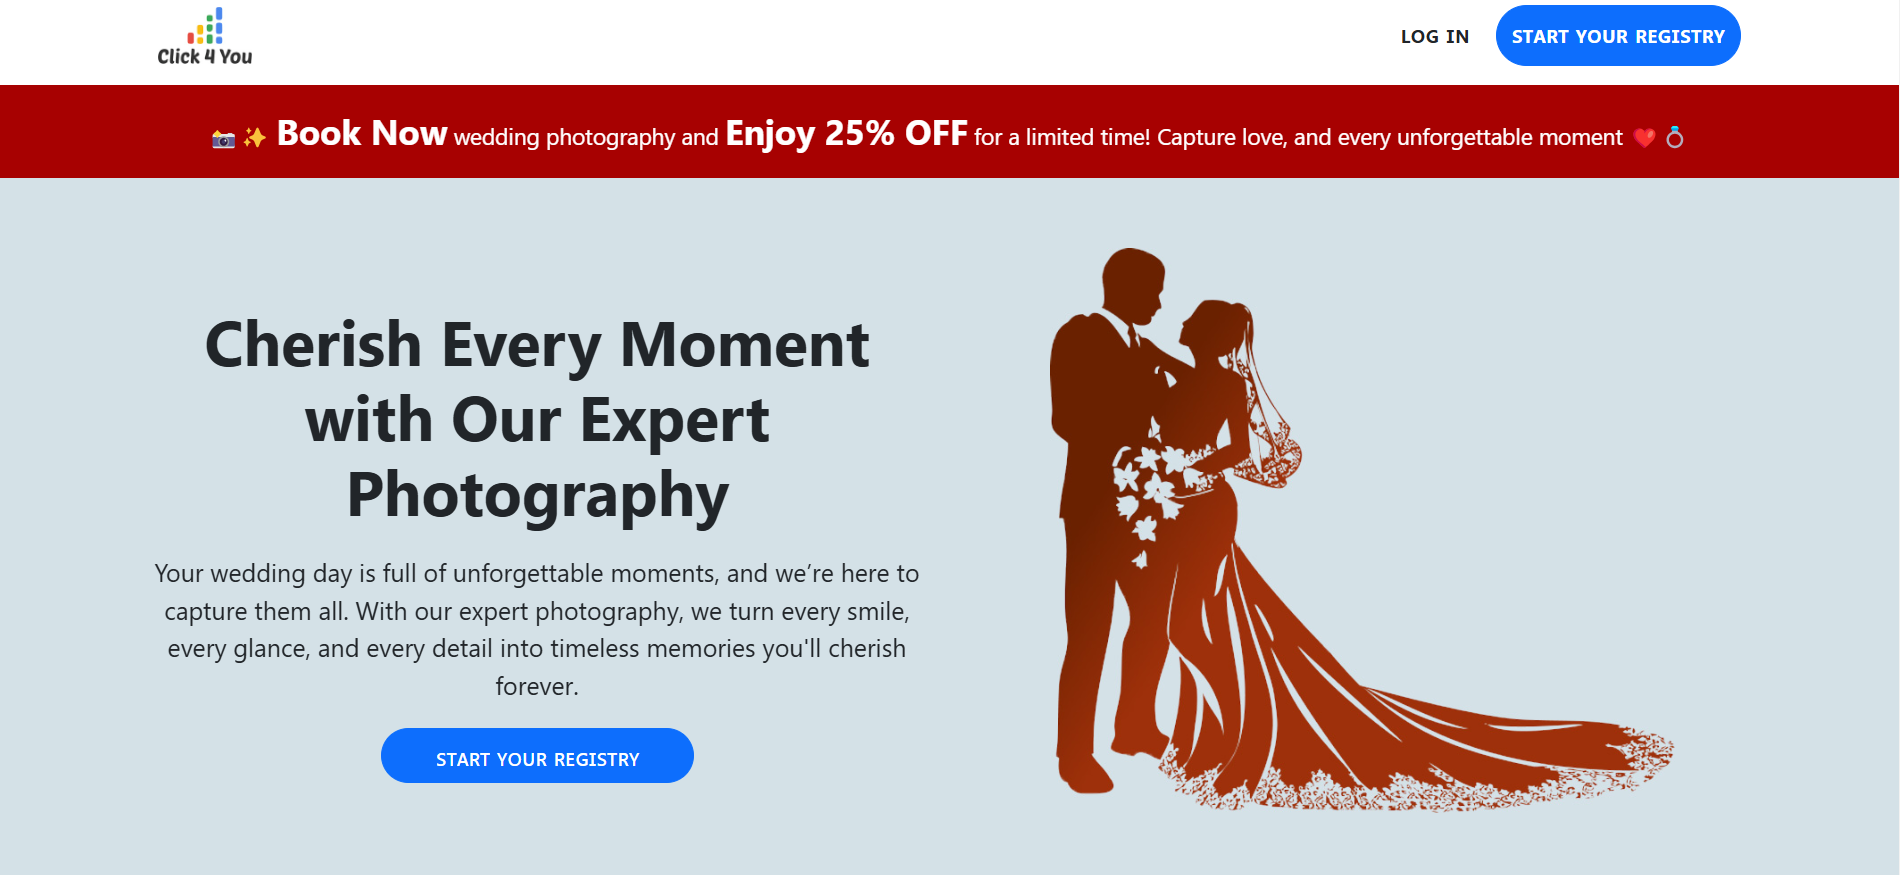 Click 4 You
LOG IN
START YOUR REGISTRY
📸 ✨ Book Now wedding photography and Enjoy 25% OFF for a limited time! Capture love, and every unforgettable moment ❤️ 💍
Cherish Every Moment
with Our Expert
Photography
Your wedding day is full of unforgettable moments, and we’re here to
capture them all. With our expert photography, we turn every smile,
every glance, and every detail into timeless memories you'll cherish
forever.
START YOUR REGISTRY